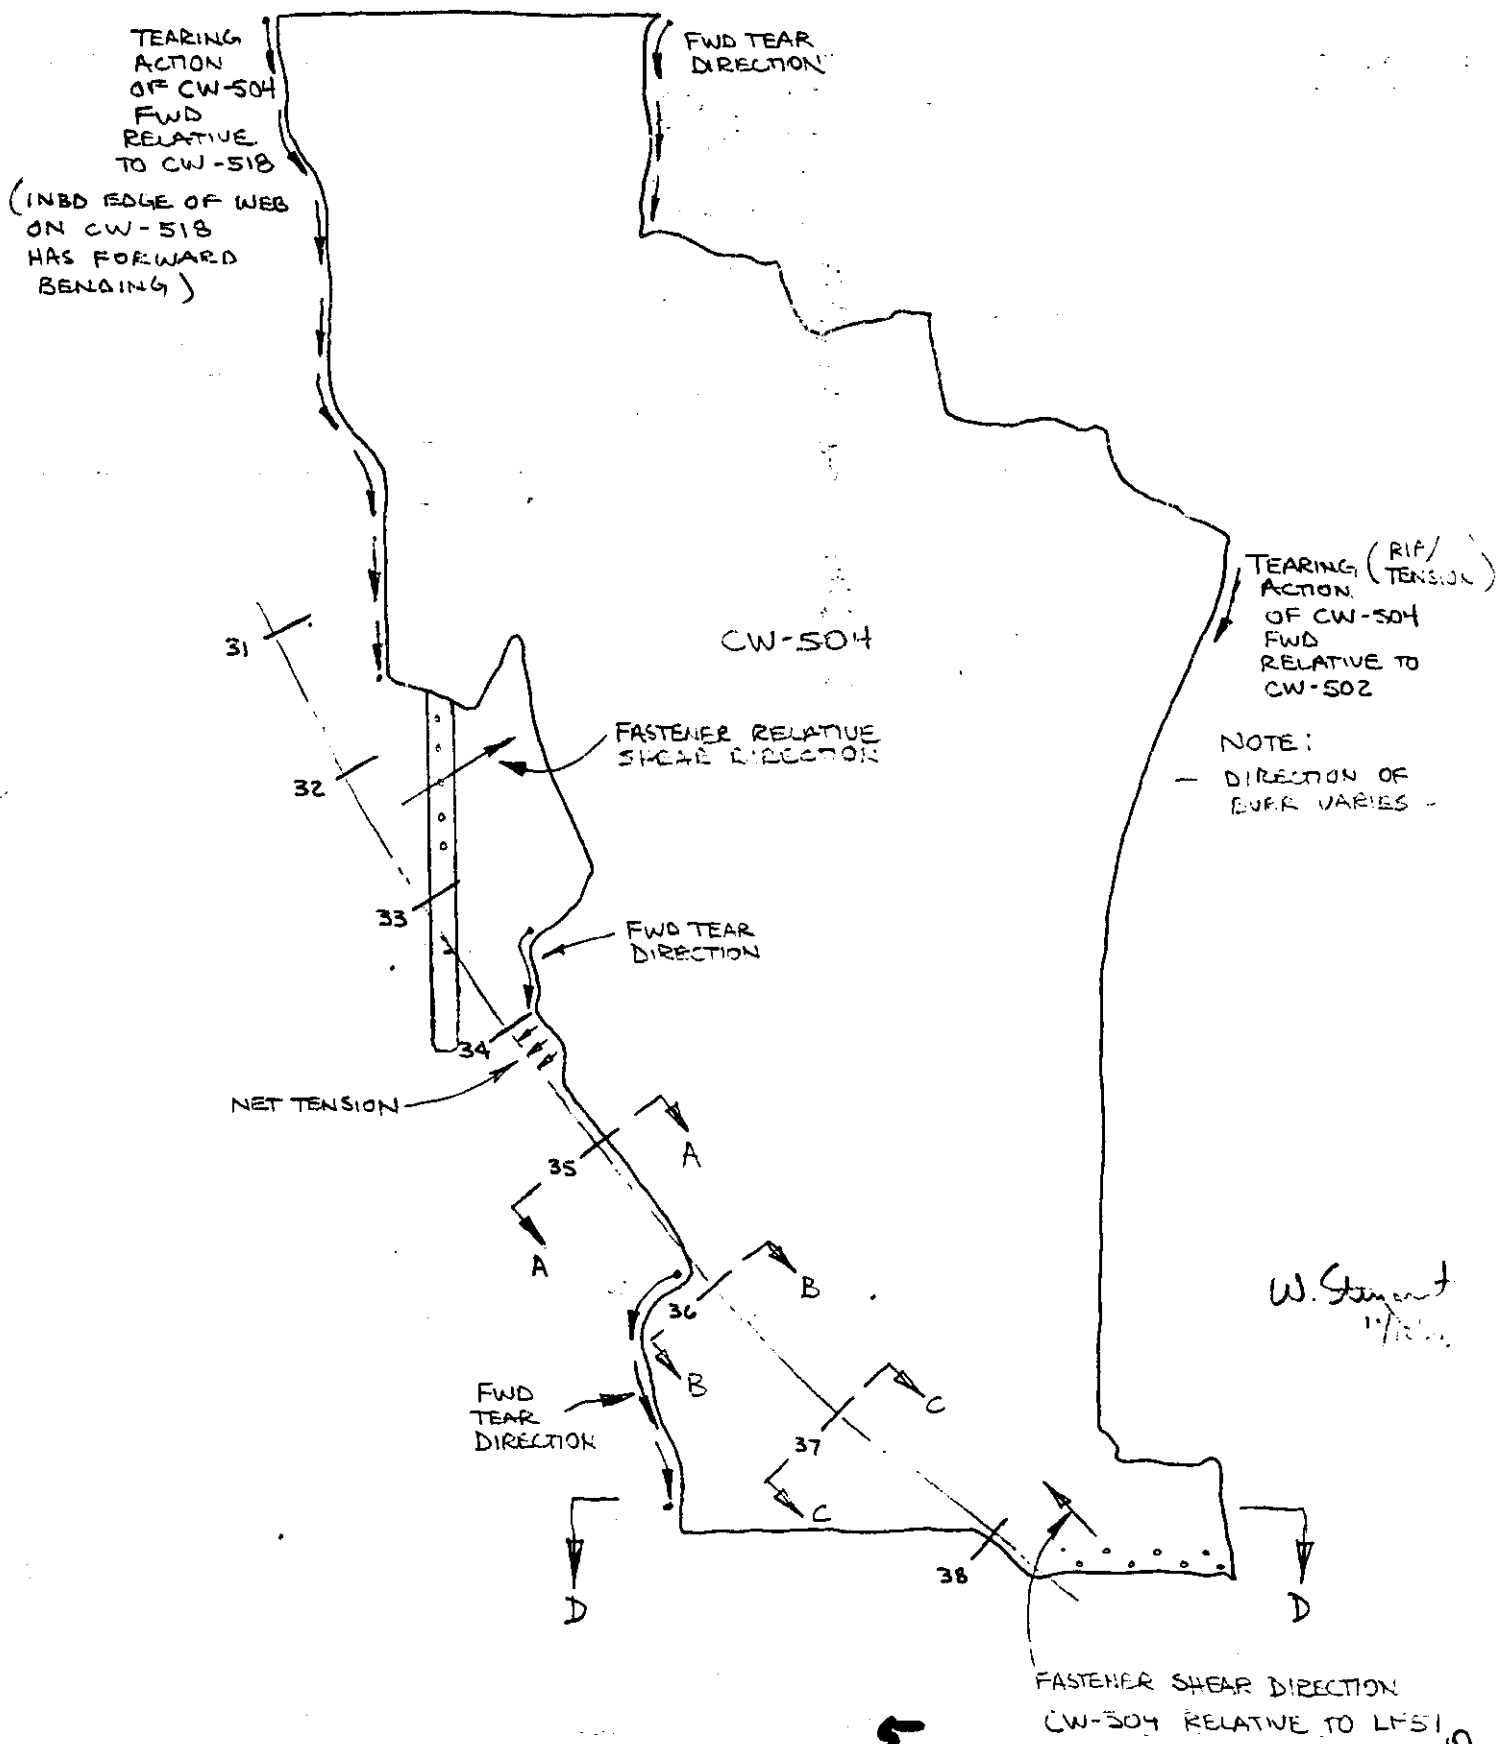 TEARING
ACTION
OF CW-504
FWD
RELATIVE
TO CW-518
(INBD EDGE OF WEB
ON CW-518
HAS FORWARD
BENDING)
FWD TEAR
DIRECTION
TEARING (RIP/
TENSION)
ACTION
OF CW-504
FWD
RELATIVE TO
CW-502
NOTE:
- DIRECTION OF
VARIES -
CW-504
31
32
33
34
35
36
37
38
FASTENER RELATIVE
SHEAR DIRECTION
FWD TEAR
DIRECTION
NET TENSION
A
A
B
B
C
C
FWD
TEAR
DIRECTION
D
D
W.
FASTENER SHEAR DIRECTION
CW-504 RELATIVE TO